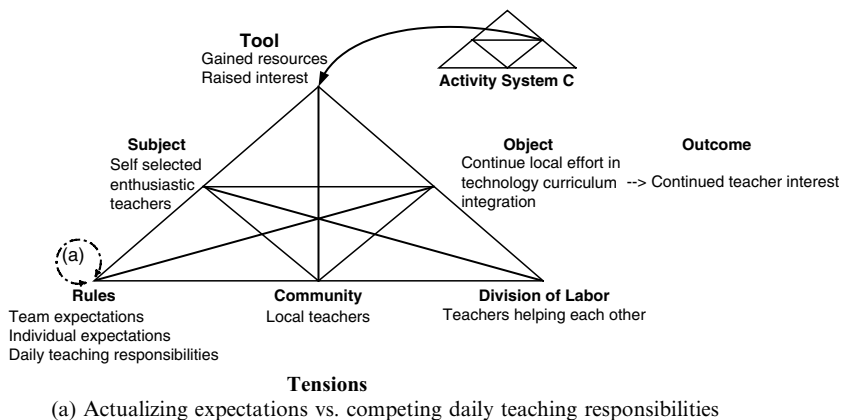 Tool
Gained resources
Raised interest
Activity System C
Subject
Self selected
enthusiastic
teachers
Object
Continue local effort in
technology curriculum
integration
Outcome
--> Continued teacher interest
(a)
Rules
Team expectations
Individual expectations
Daily teaching responsibilities
Community
Local teachers
Division of Labor
Teachers helping each other
Tensions
(a) Actualizing expectations vs. competing daily teaching responsibilities